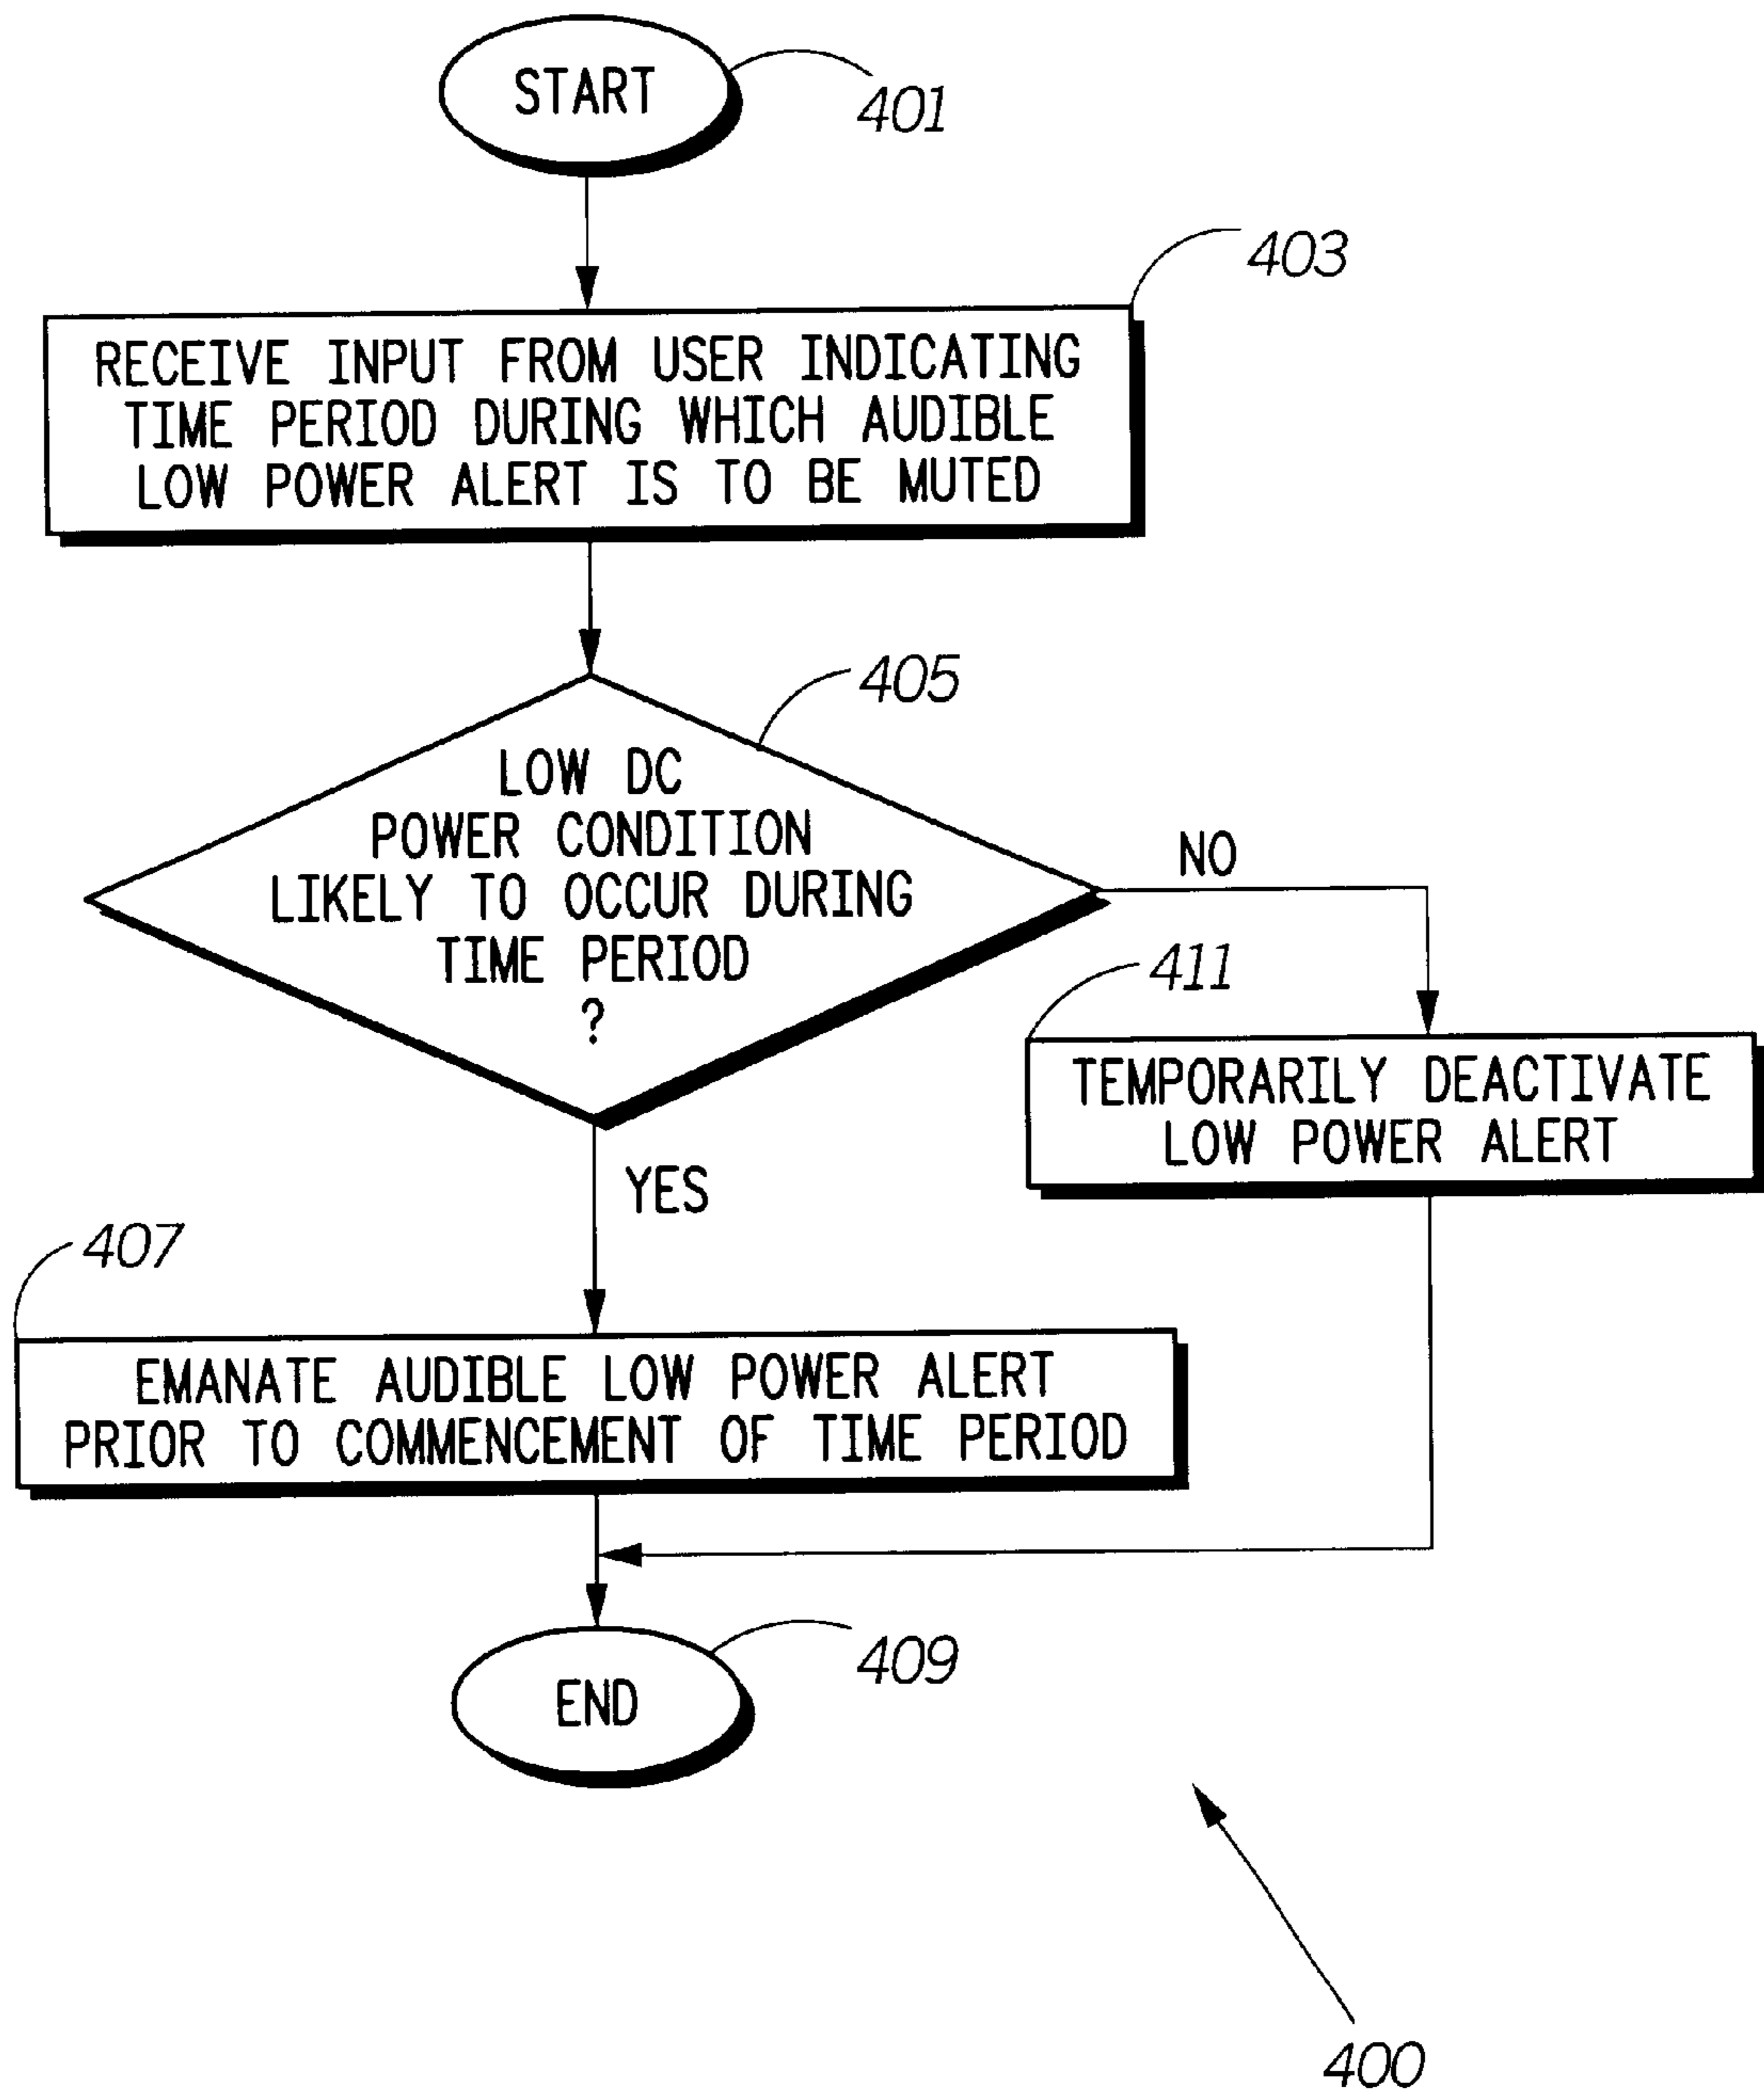 START
401
403
RECEIVE INPUT FROM USER INDICATING
TIME PERIOD DURING WHICH AUDIBLE
LOW POWER ALERT IS TO BE MUTED
405
LOW DC
POWER CONDITION
LIKELY TO OCCUR DURING
TIME PERIOD
?
NO
411
TEMPORARILY DEACTIVATE
LOW POWER ALERT
YES
407
EMANATE AUDIBLE LOW POWER ALERT
PRIOR TO COMMENCEMENT OF TIME PERIOD
409
END
400